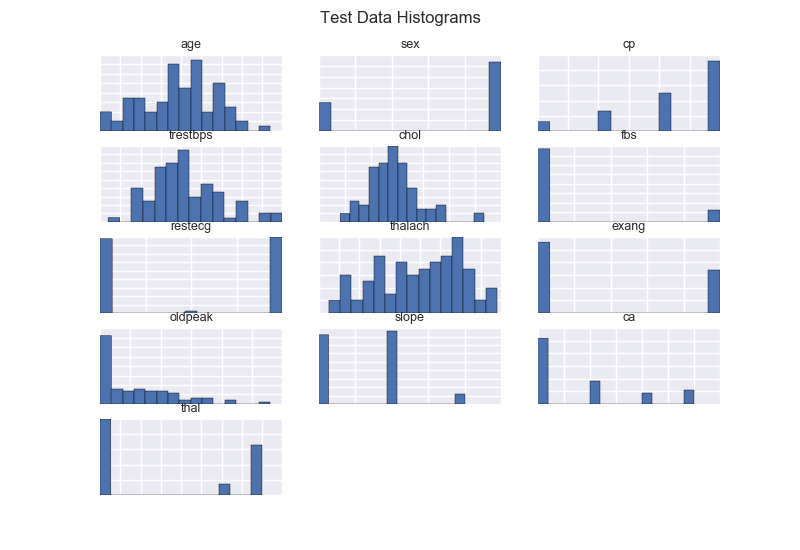 Test Data Histograms
age
sex
cp
trestbps
chol
fbs
restecg
thalach
exang
oldpeak
slope
ca
thal